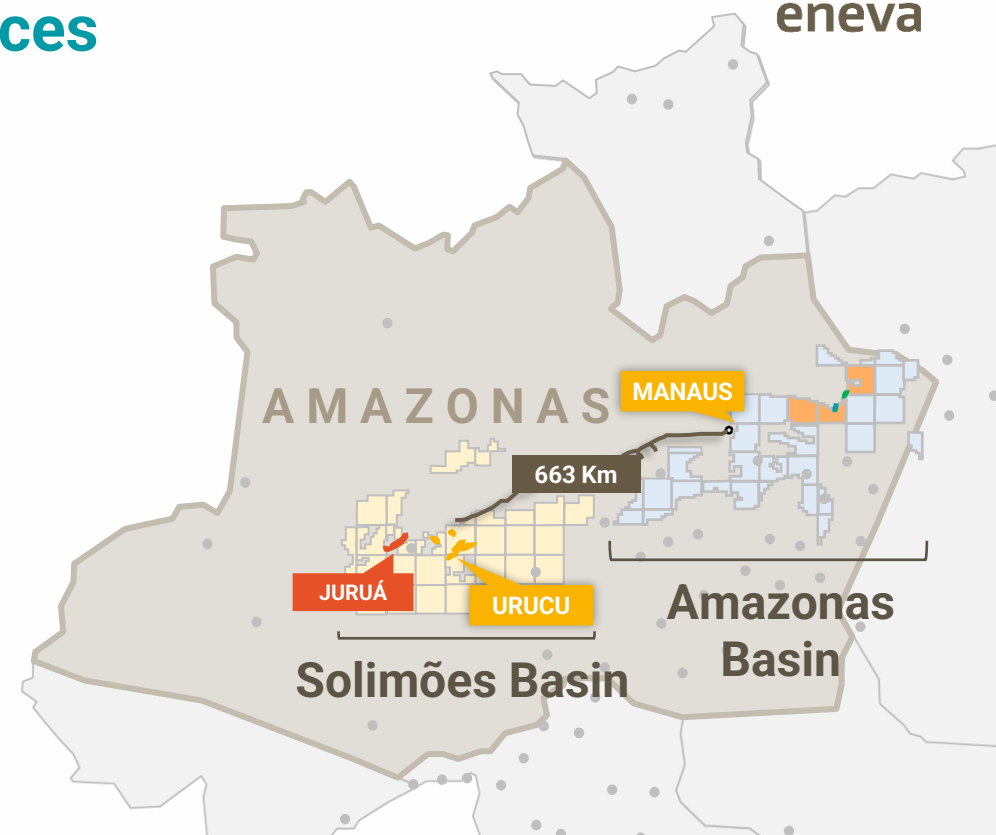 ces
eneva
AMAZONAS
MANAUS
663 Km
JURUÁ
URUCU
Amazonas
Basin
Solimões Basin